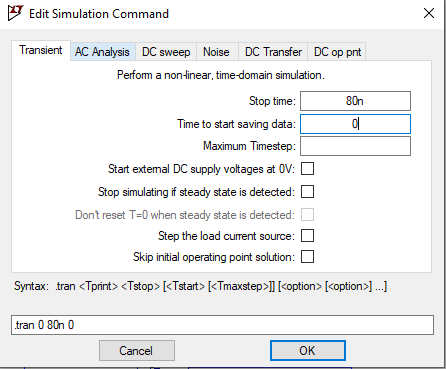 Edit Simulation Command
Transient AC Analysis DC sweep Noise DC Transfer DC op pnt
Perform a non-linear, time-domain simulation.
Stop time: 80n
Time to start saving data: 0
Maximum Timestep:
Start external DC supply voltages at 0V:
Stop simulating if steady state is detected:
Don't reset T=0 when steady state is detected:
Step the load current source:
Skip initial operating point solution:
Syntax: .tran <Tprint> <Tstop> [<Tstart> [<Tmaxstep>]] [<option> [<option>] ...]
.tran 0 80n 0
Cancel OK